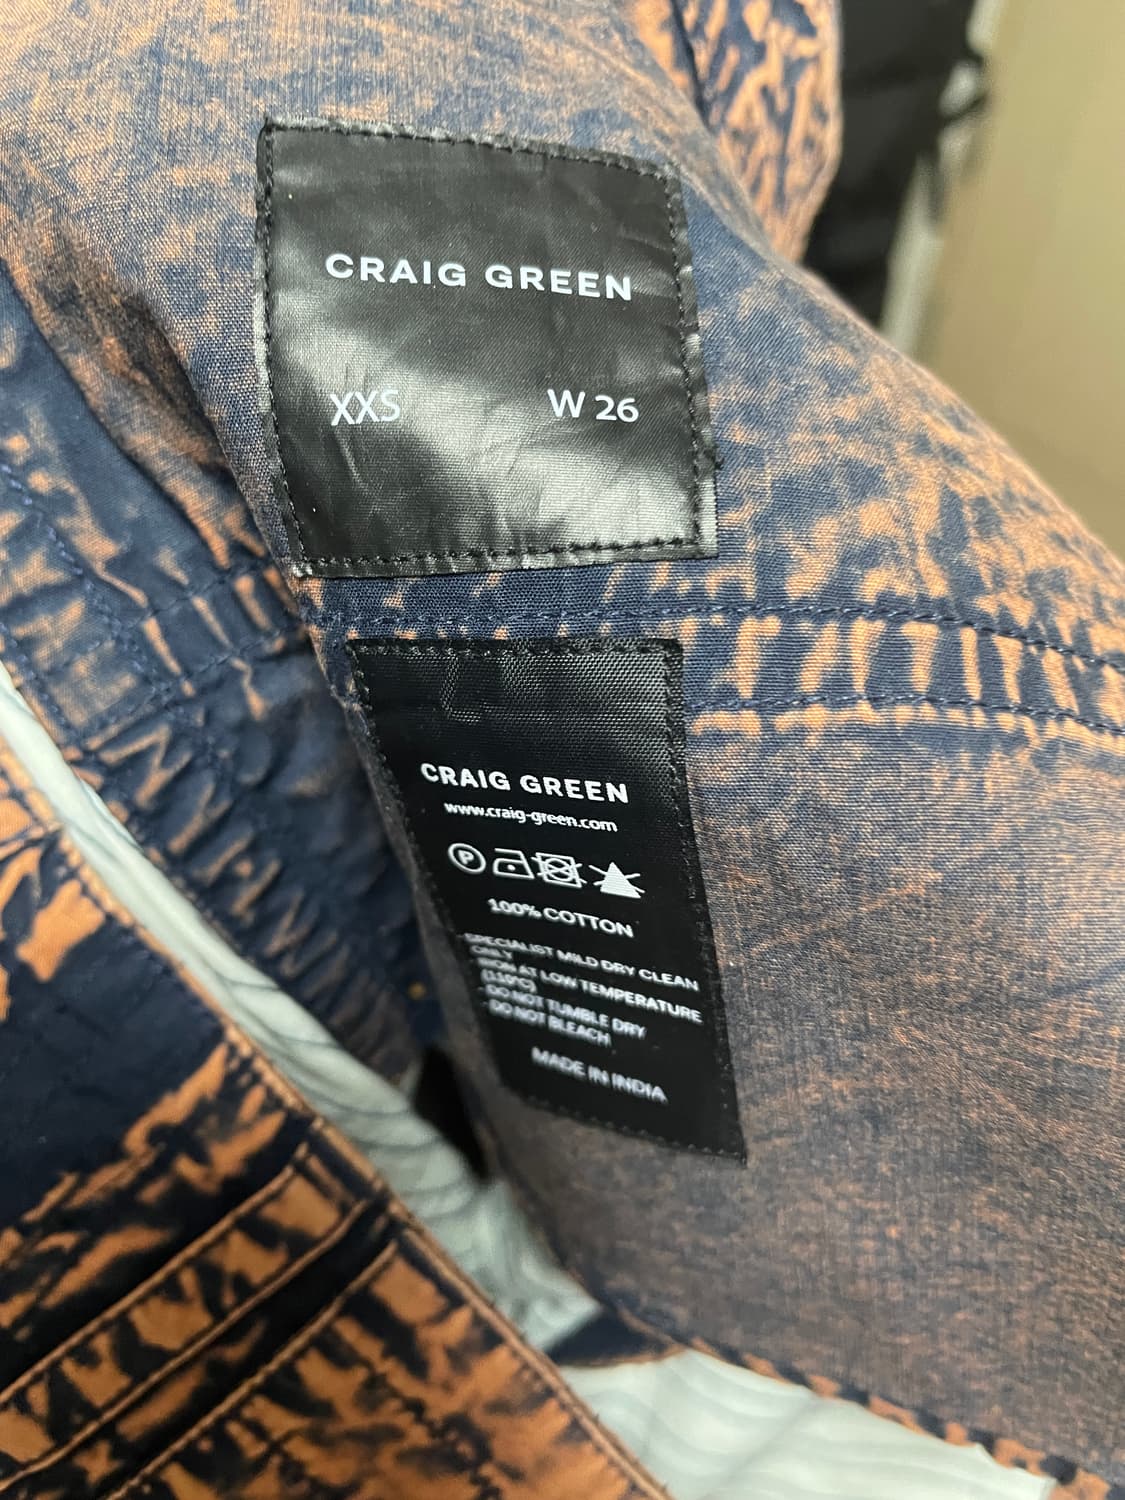 CRAIG GREEN
XXS W 26
CRAIG GREEN
www.craig-green.com
P
100% COTTON
SPECIALIST MILD DRY CLEAN
ONLY
IRON AT LOW TEMPERATURE
(110°C)
DO NOT TUMBLE DRY
DO NOT BLEACH
MADE IN INDIA